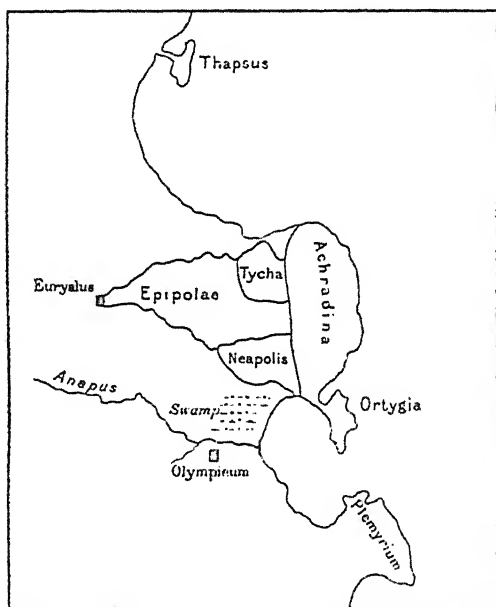 Thapsus
Tycha
Achradina
Euryalus
Epipolae
Neapolis
Anapus
Swamp
Ortygia
Olympieum
Plemyrium